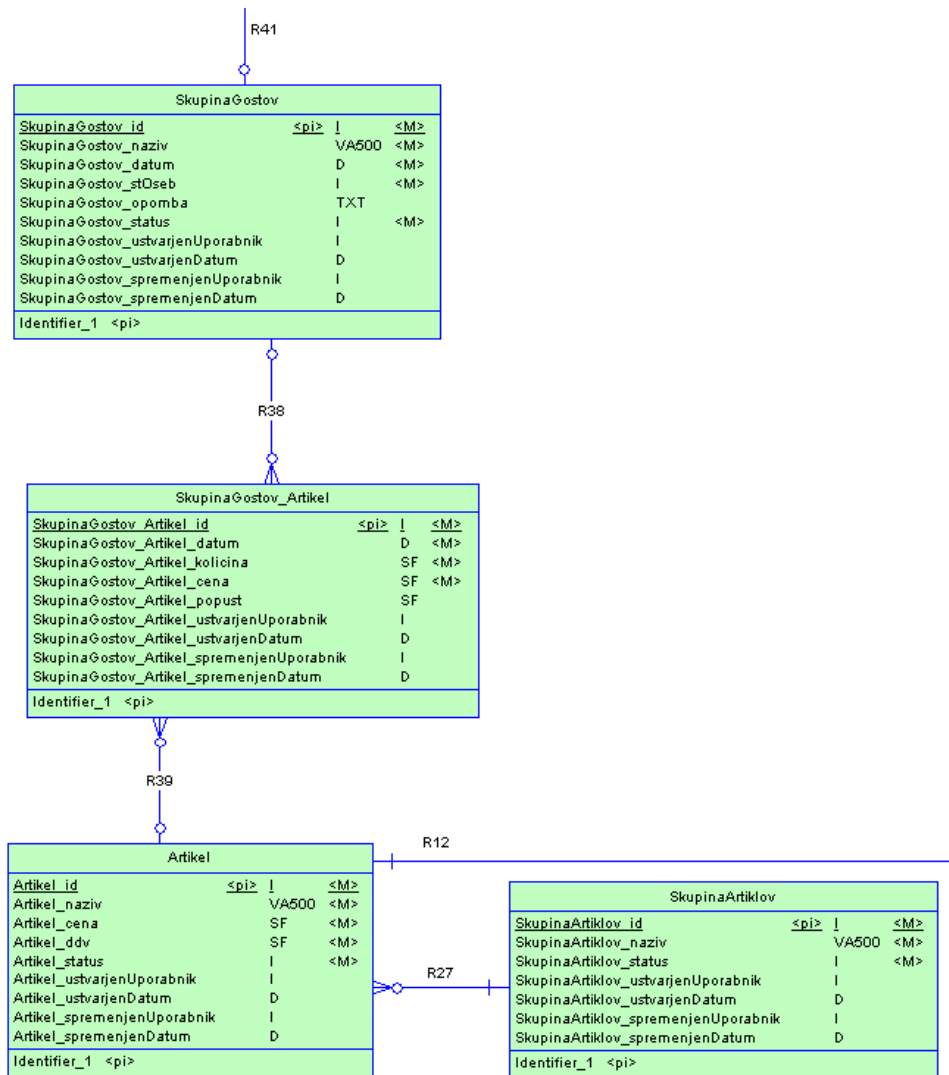 R41
SkupinaGostov
SkupinaGostov_id <pi> I <M>
SkupinaGostov_naziv VA500 <M>
SkupinaGostov_datum D <M>
SkupinaGostov_stOseb I <M>
SkupinaGostov_opomba TXT
SkupinaGostov_status I <M>
SkupinaGostov_ustvarjenUporabnik I
SkupinaGostov_ustvarjenDatum D
SkupinaGostov_spremenjenUporabnik I
SkupinaGostov_spremenjenDatum D
Identifier_1 <pi>
R38
SkupinaGostov_Artikel
SkupinaGostov_Artikel_id <pi> I <M>
SkupinaGostov_Artikel_datum D <M>
SkupinaGostov_Artikel_kolicina SF <M>
SkupinaGostov_Artikel_cena SF <M>
SkupinaGostov_Artikel_popust SF
SkupinaGostov_Artikel_ustvarjenUporabnik I
SkupinaGostov_Artikel_ustvarjenDatum D
SkupinaGostov_Artikel_spremenjenUporabnik I
SkupinaGostov_Artikel_spremenjenDatum D
Identifier_1 <pi>
R39
R12
Artikel
Artikel_id <pi> I <M>
Artikel_naziv VA500 <M>
Artikel_cena SF <M>
Artikel_ddv SF <M>
Artikel_status I <M>
Artikel_ustvarjenUporabnik I
Artikel_ustvarjenDatum D
Artikel_spremenjenUporabnik I
Artikel_spremenjenDatum D
Identifier_1 <pi>
R27
SkupinaArtiklov
SkupinaArtiklov_id <pi> I <M>
SkupinaArtiklov_naziv VA500 <M>
SkupinaArtiklov_status I <M>
SkupinaArtiklov_ustvarjenUporabnik I
SkupinaArtiklov_ustvarjenDatum D
SkupinaArtiklov_spremenjenUporabnik I
SkupinaArtiklov_spremenjenDatum D
Identifier_1 <pi>